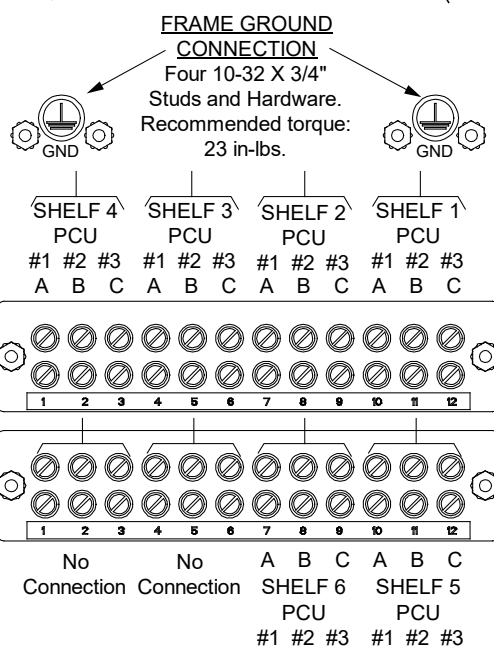 FRAME GROUND
CONNECTION
Four 10-32 X 3/4"
Studs and Hardware.
Recommended torque:
23 in-lbs.
GND GND
SHELF 4 SHELF 3 SHELF 2 SHELF 1
PCU PCU PCU PCU
#1 #2 #3 #1 #2 #3 #1 #2 #3 #1 #2 #3
A B C A B C A B C A B C
1 2 3 4 5 6 7 8 9 10 11 12
1 2 3 4 5 6 7 8 9 10 11 12
No No A B C A B C
Connection Connection SHELF 6 SHELF 5
PCU PCU
#1 #2 #3 #1 #2 #3